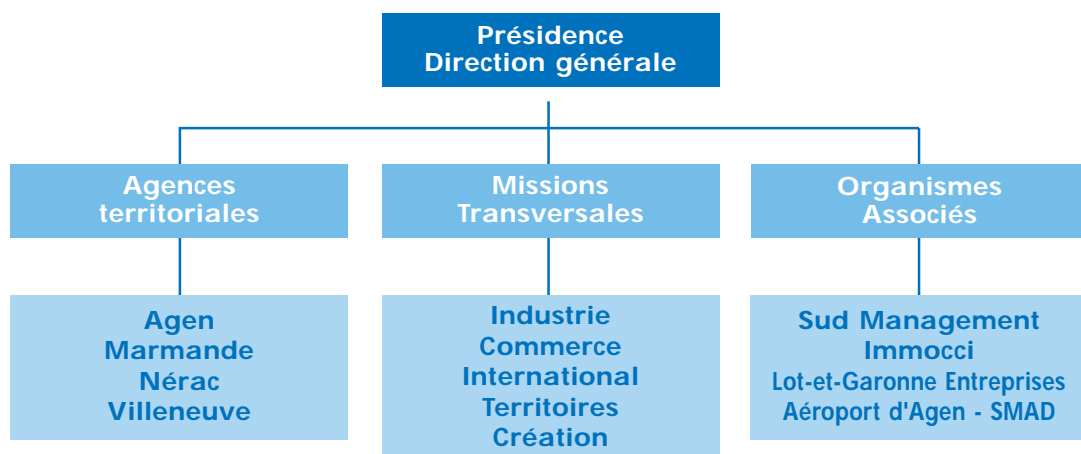 Présidence
Direction générale
Agences
territoriales
Missions
Transversales
Organismes
Associés
Agen
Marmande
Nérac
Villeneuve
Industrie
Commerce
International
Territoires
Création
Sud Management
Immocci
Lot-et-Garonne Entreprises
Aéroport d'Agen - SMAD